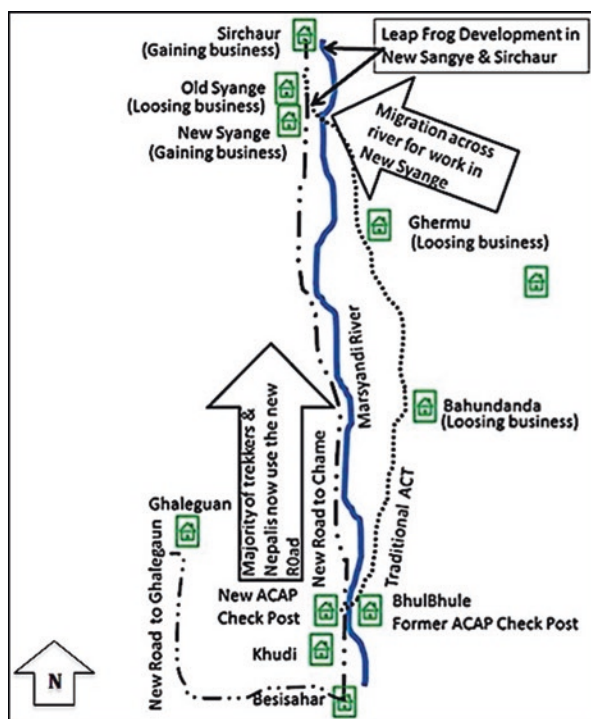 Sirchaur
(Gaining business)
Leap Frog Development in
New Sangye & Sirchaur
Old Syange
(Loosing business)
New Syange
(Gaining business)
Migration across
river for work in
New Syange
Ghermu
(Loosing business)
Marsyandi River
Bahundanda
(Loosing business)
Majority of trekkers &
Nepalis now use the new
R0ad
New Road to Chame
Traditional ACT
Ghaleguan
New Road to Ghalegaun
New ACAP
Check Post
BhulBhule
Former ACAP Check Post
Khudi
Besisahar
N